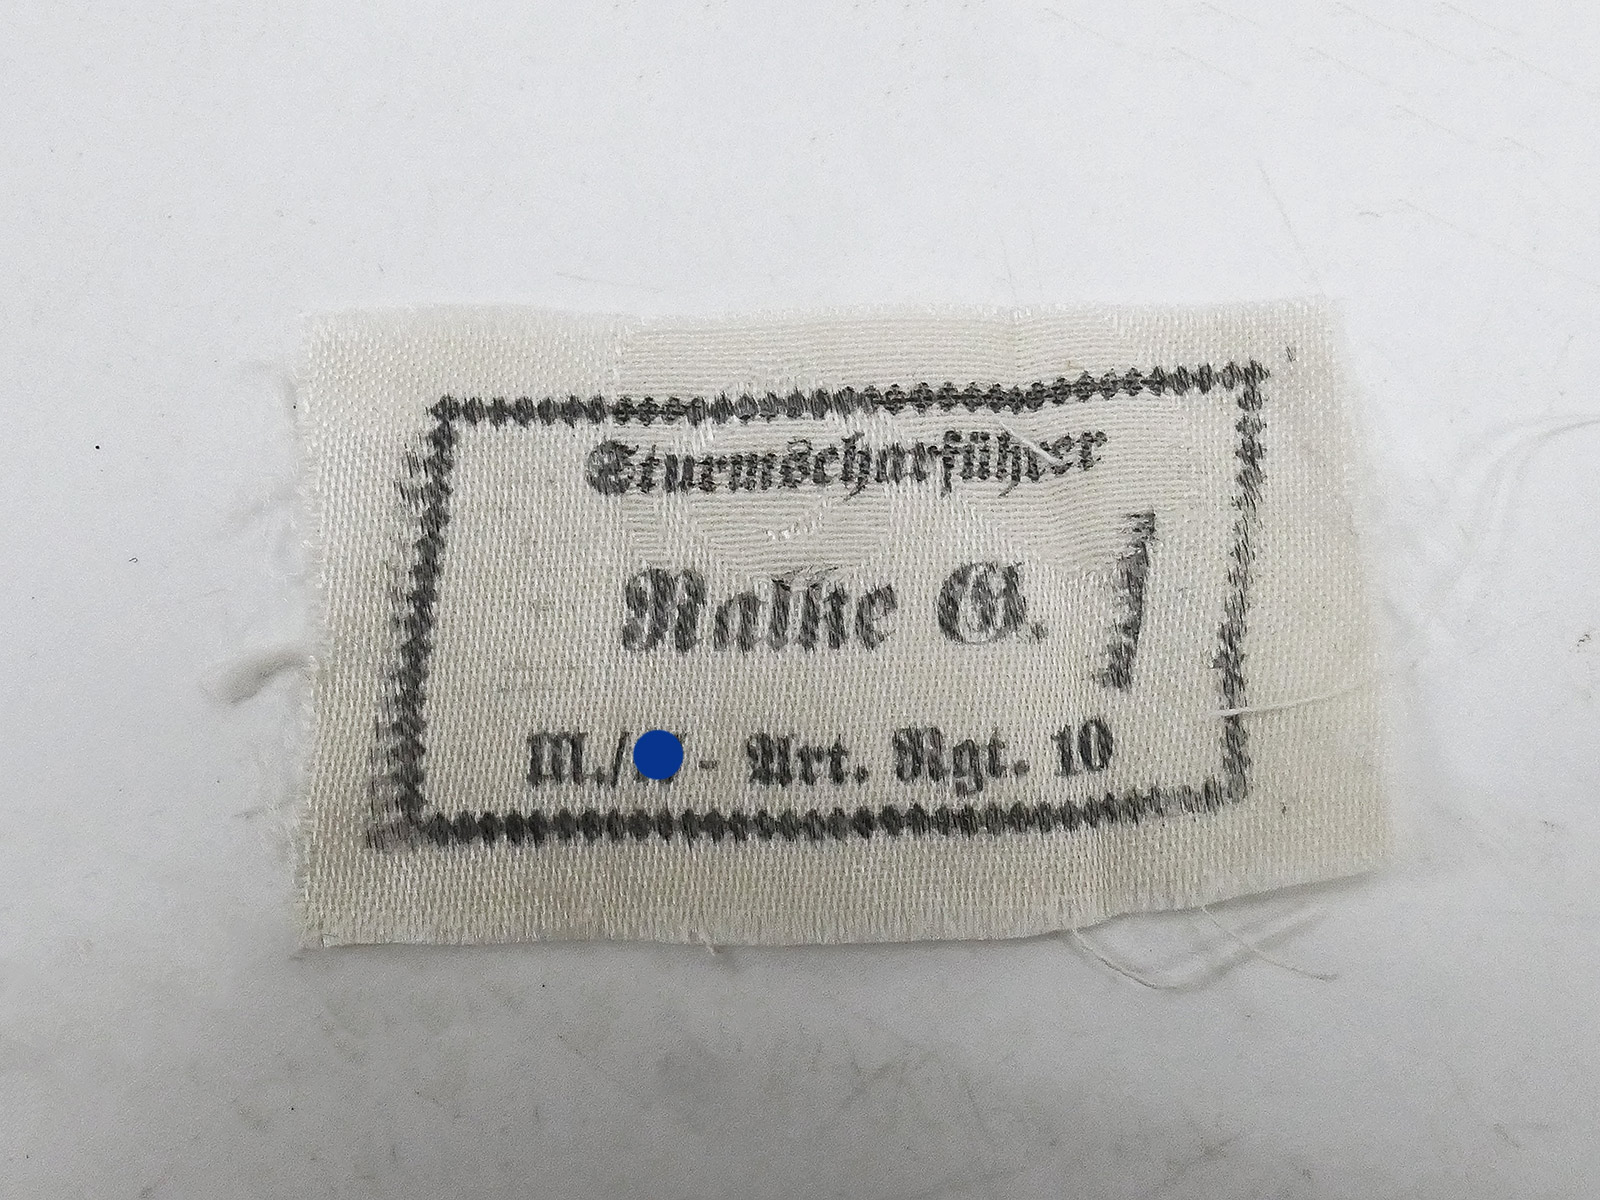 Sturmscharführer
G.
III./ - Art. Rgt. 10